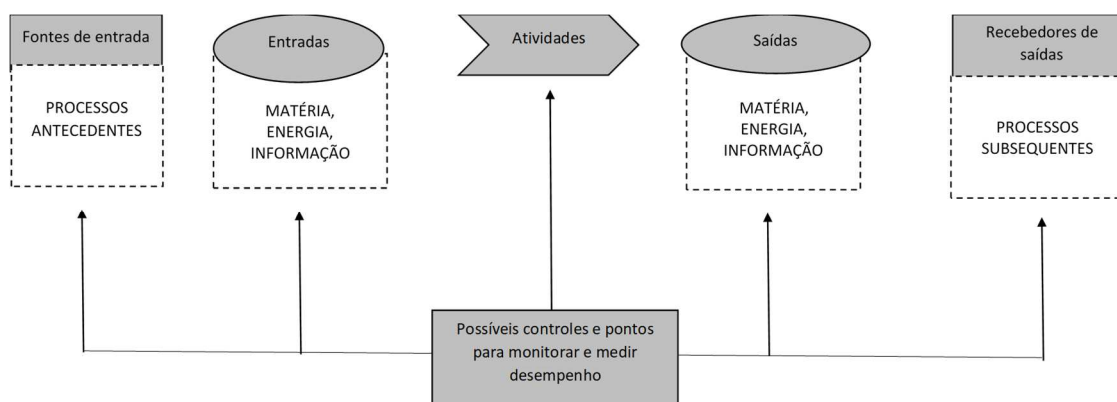 Fontes de entrada
PROCESSOS
ANTECEDENTES
Entradas
MATÉRIA,
ENERGIA,
INFORMAÇÃO
Atividades
Saídas
MATÉRIA,
ENERGIA,
INFORMAÇÃO
Recebedores de
saídas
PROCESSOS
SUBSEQUENTES
Possíveis controles e pontos
para monitorar e medir
desempenho